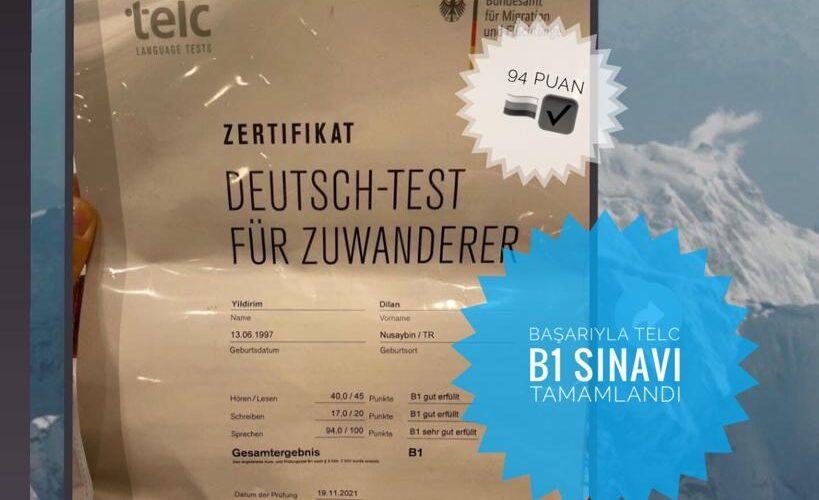 telc
LANGUAGE TESTS
Bundesamt
für Migration
und Flüchtlinge
94 PUAN
ZERTIFIKAT
DEUTSCH-TEST
FÜR ZUWANDERER
Yildirim Dilan
Name Vorname
13.06.1997 Nusaybin / TR
Geburtsdatum Geburtsort
BAŞARIYLA TELC
B1 SINAVI
TAMAMLANDI
Hören/Lesen 40,0 / 45 Punkte B1 gut erfüllt
Schreiben 17,0 / 20 Punkte B1 gut erfüllt
Sprechen 94,0 / 100 Punkte B1 sehr gut erfüllt
Gesamtergebnis B1
Datum der Prüfung 19.11.2021